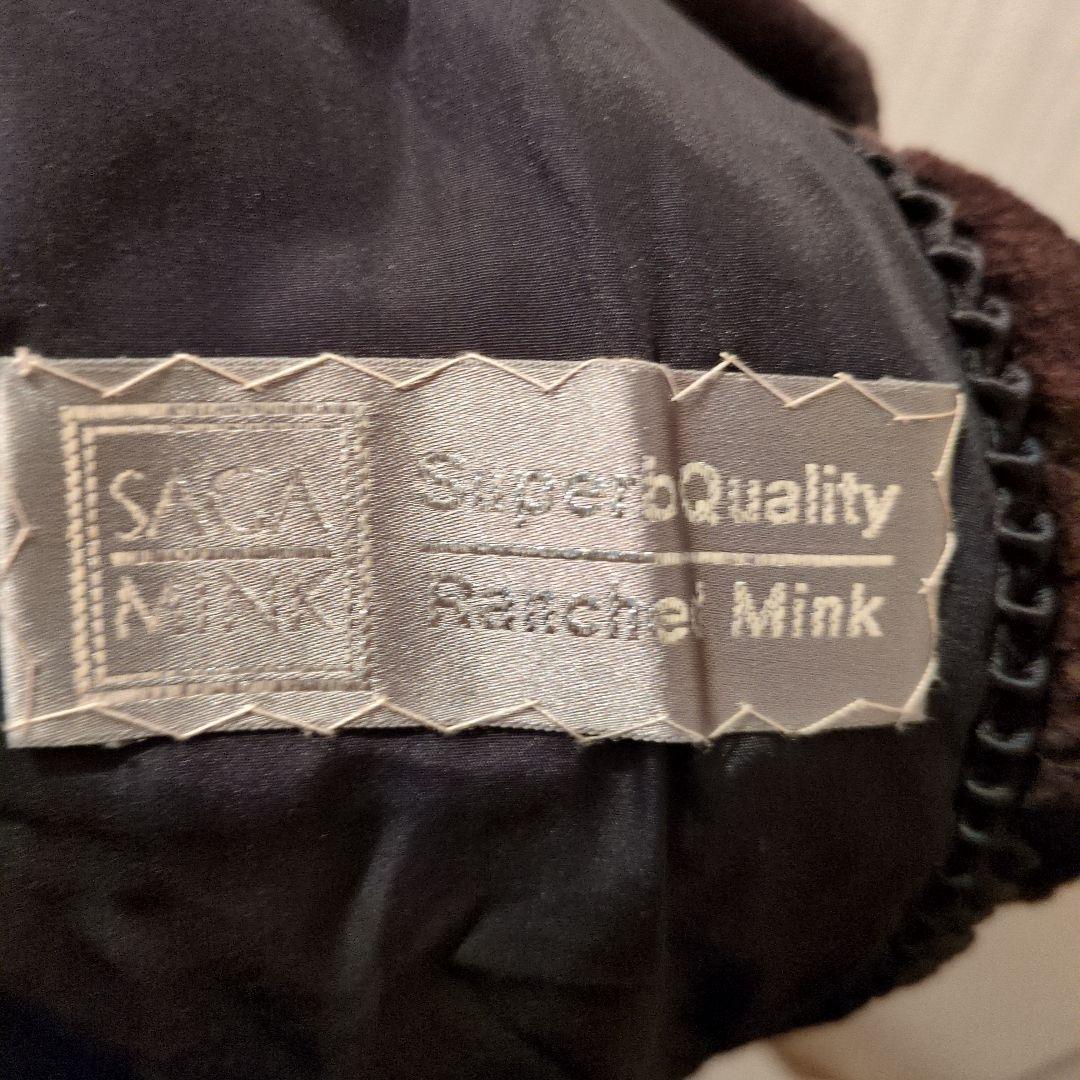 SAGA
MINK
SuperbQuality
Ranched Mink